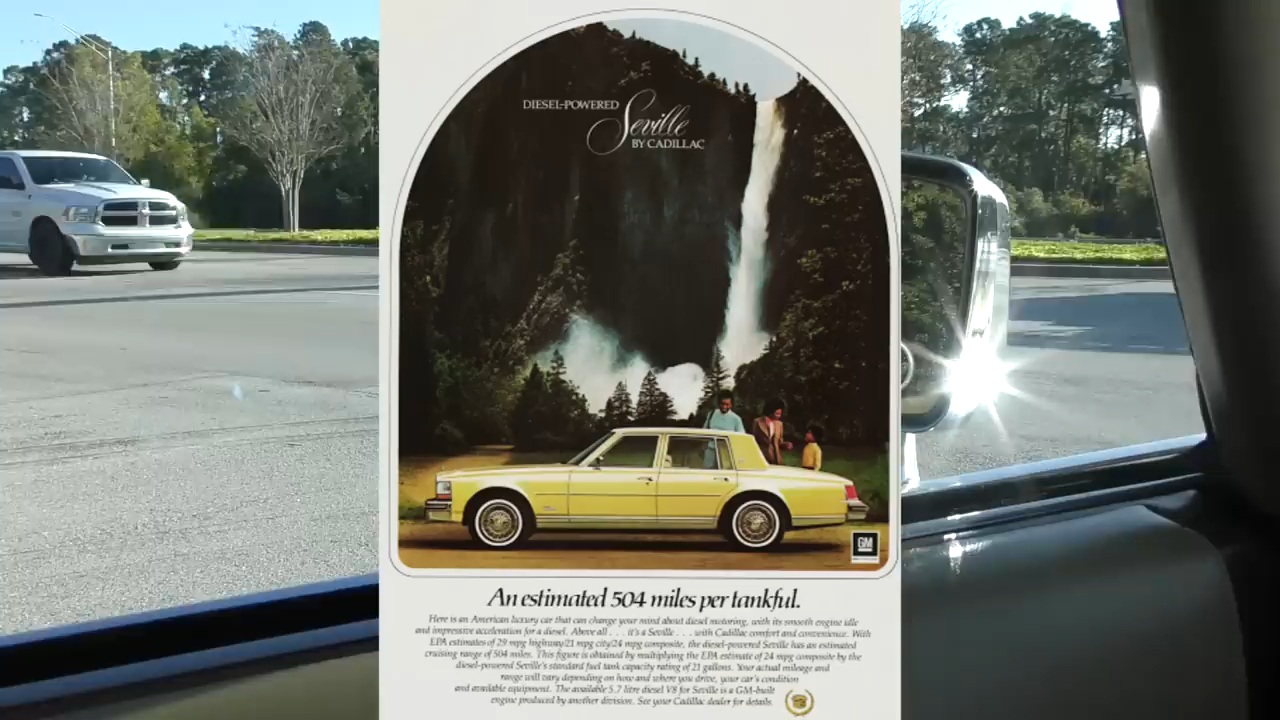 DIESEL-POWERED
Seville
BY CADILLAC
GM
An estimated 504 miles per tankful.
Here is an American luxury car that can change your mind about diesel motoring, with its smooth engine idle
and impressive acceleration for a diesel. Above all . . . it's a Seville . . . with Cadillac comfort and convenience. With
EPA estimates of 29 mpg highway/21 mpg city/24 mpg composite, the diesel-powered Seville has an estimated
cruising range of 504 miles. This figure is obtained by multiplying the EPA estimate of 24 mpg composite by the
diesel-powered Seville's standard fuel tank capacity rating of 21 gallons. Your actual mileage and
range will vary depending on how and where you drive, your car's condition
and available equipment. The available 5.7 litre diesel V8 for Seville is a GM-built
engine produced by another division. See your Cadillac dealer for details.